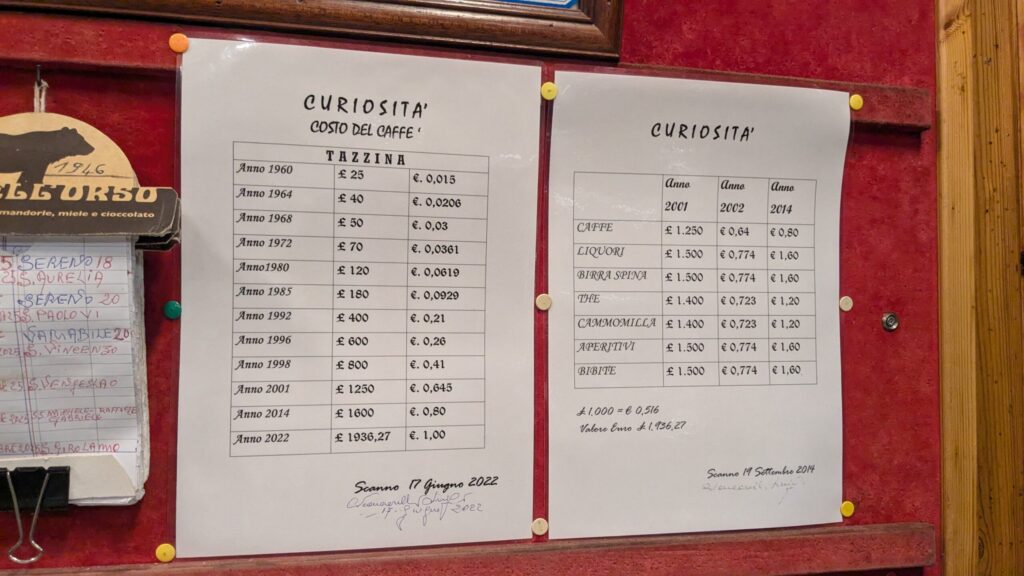 1946
ELL'ORSO
mandorle, miele e cioccolato
SERENO 18
S. AURELIA
SERENO 20
S. PAOLO VI
S. VINCENZO
CURIOSITA'
COSTO DEL CAFFE'
TAZZINA
Anno 1960 £ 25 €. 0,015
Anno 1964 £ 40 €. 0,0206
Anno 1968 £ 50 €. 0,03
Anno 1972 £ 70 €. 0,0361
Anno1980 £ 120 €. 0,0619
Anno 1985 £ 180 €. 0,0929
Anno 1992 £ 400 €. 0,21
Anno 1996 £ 600 €. 0,26
Anno 1998 £ 800 €. 0,41
Anno 2001 £ 1250 €. 0,645
Anno 2014 £ 1600 €. 0,80
Anno 2022 £ 1936,27 €. 1,00
Scanno 17 Giugno 2022
17 - Giugno 2022
CURIOSITA'
Anno 2001 Anno 2002 Anno 2014
CAFFE £ 1.250 € 0,64 € 0,80
LIQUORI £ 1.500 € 0,774 € 1,60
BIRRA SPINA £ 1.500 € 0,774 € 1,60
THE £ 1.400 € 0,723 € 1,20
CAMMOMILLA £ 1.400 € 0,723 € 1,20
APERITIVI £ 1.500 € 0,774 € 1,60
BIBITE £ 1.500 € 0,774 € 1,60
£ 1,000 = € 0,516
Valore Euro £ 1,936,27
Scanno 19 Settembre 2014